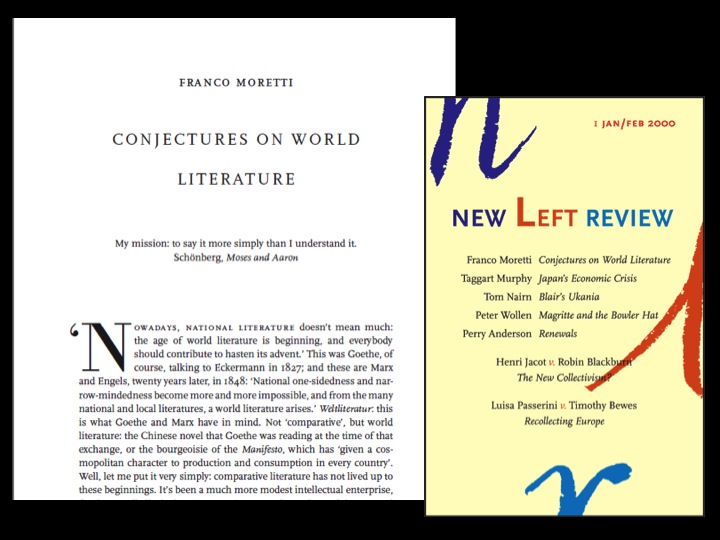 FRANCO MORETTI
CONJECTURES ON WORLD
LITERATURE
My mission: to say it more simply than I understand it.
Schönberg, Moses and Aaron
‘NOWADAYS, NATIONAL LITERATURE doesn’t mean much:
the age of world literature is beginning, and everybody
should contribute to hasten its advent.’ This was Goethe, of
course, talking to Eckermann in 1827; and these are Marx
and Engels, twenty years later, in 1848: ‘National one-sidedness and nar-
row-mindedness become more and more impossible, and from the many
national and local literatures, a world literature arises.’ Weltliteratur: this
is what Goethe and Marx have in mind. Not ‘comparative’, but world
literature: the Chinese novel that Goethe was reading at the time of that
exchange, or the bourgeoisie of the Manifesto, which has ‘given a cos-
mopolitan character to production and consumption in every country’.
Well, let me put it very simply: comparative literature has not lived up to
these beginnings. It’s been a much more modest intellectual enterprise,
1 JAN/FEB 2000
NEW LEFT REVIEW
Franco Moretti Conjectures on World Literature
Taggart Murphy Japan’s Economic Crisis
Tom Nairn Blair’s Ukania
Peter Wollen Magritte and the Bowler Hat
Perry Anderson Renewals
Henri Jacot v. Robin Blackburn
The New Collectivism?
Luisa Passerini v. Timothy Bewes
Recollecting Europe